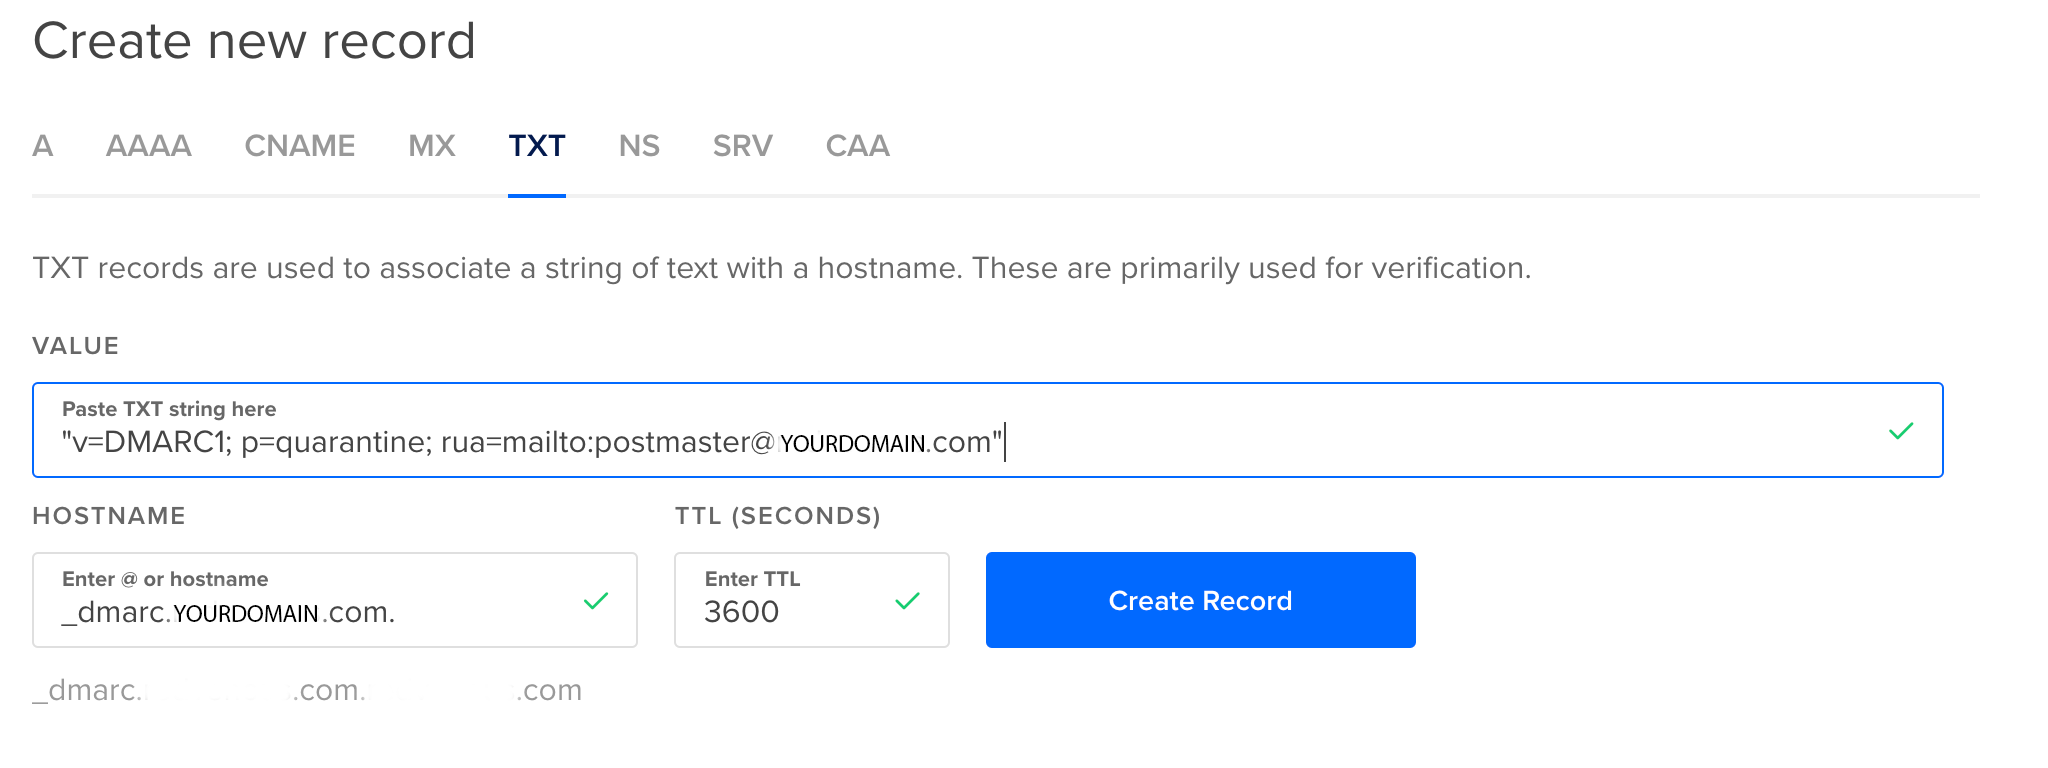 Create new record
A AAAA CNAME MX TXT NS SRV CAA
TXT records are used to associate a string of text with a hostname. These are primarily used for verification.
VALUE
Paste TXT string here
"v=DMARC1; p=quarantine; rua=mailto:postmaster@YOURDOMAIN.com"
HOSTNAME TTL (SECONDS)
Enter @ or hostname Enter TTL
_dmarc.YOURDOMAIN.com. 3600 Create Record
_dmarc. .com. .com